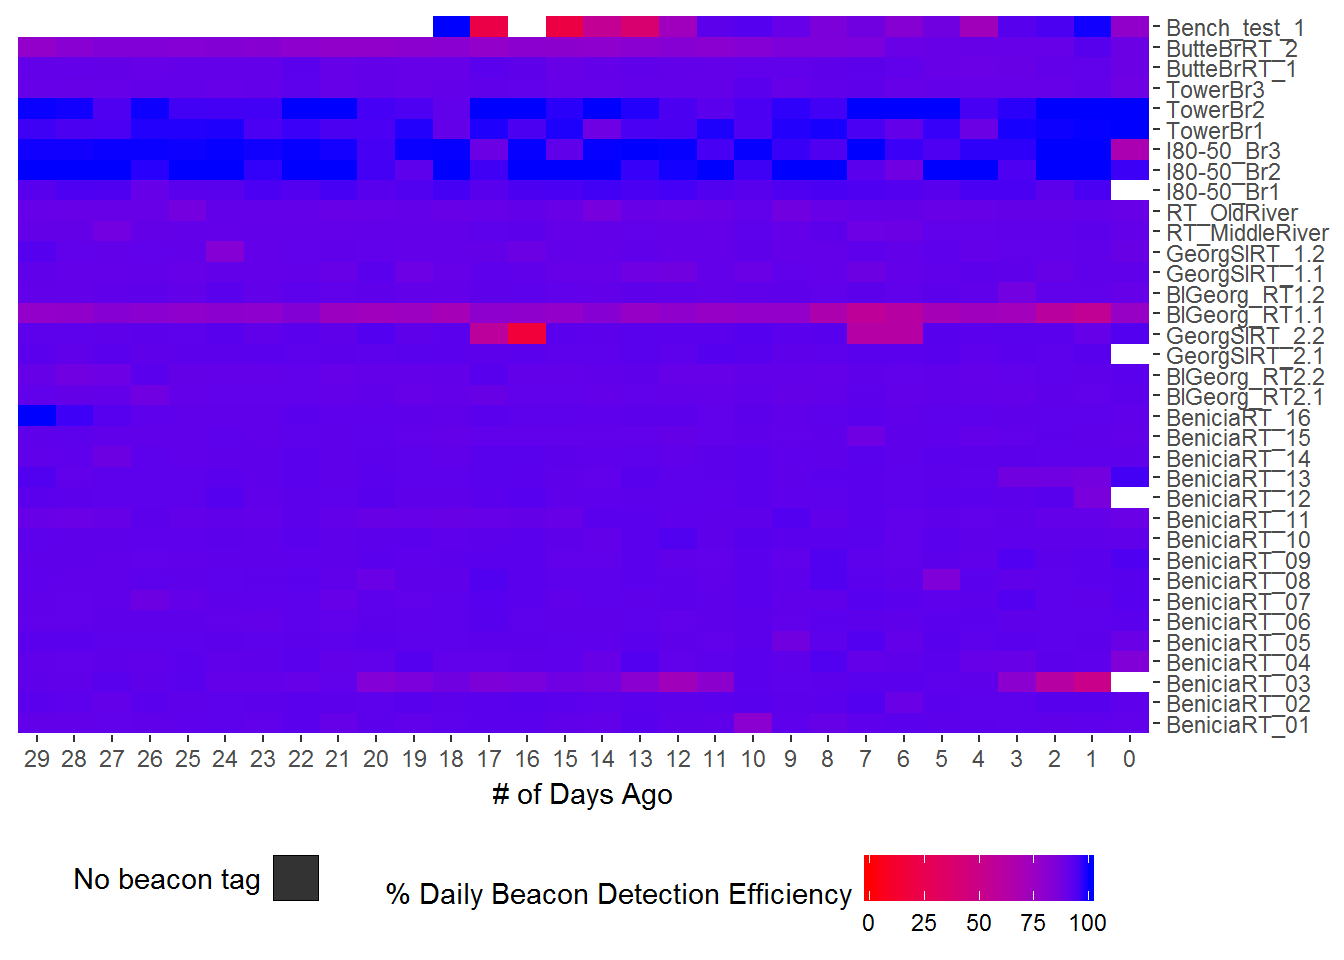 Bench_test_1
ButteBrRT_2
ButteBrRT_1
TowerBr3
TowerBr2
TowerBr1
I80-50_Br3
I80-50_Br2
I80-50_Br1
RT_OldRiver
RT_MiddleRiver
GeorgSlRT_1.2
GeorgSlRT_1.1
BlGeorg_RT1.2
BlGeorg_RT1.1
GeorgSlRT_2.2
GeorgSlRT_2.1
BlGeorg_RT2.2
BlGeorg_RT2.1
BeniciaRT_16
BeniciaRT_15
BeniciaRT_14
BeniciaRT_13
BeniciaRT_12
BeniciaRT_11
BeniciaRT_10
BeniciaRT_09
BeniciaRT_08
BeniciaRT_07
BeniciaRT_06
BeniciaRT_05
BeniciaRT_04
BeniciaRT_03
BeniciaRT_02
BeniciaRT_01
29 28 27 26 25 24 23 22 21 20 19 18 17 16 15 14 13 12 11 10 9 8 7 6 5 4 3 2 1 0
# of Days Ago
No beacon tag
% Daily Beacon Detection Efficiency
0 25 50 75 100